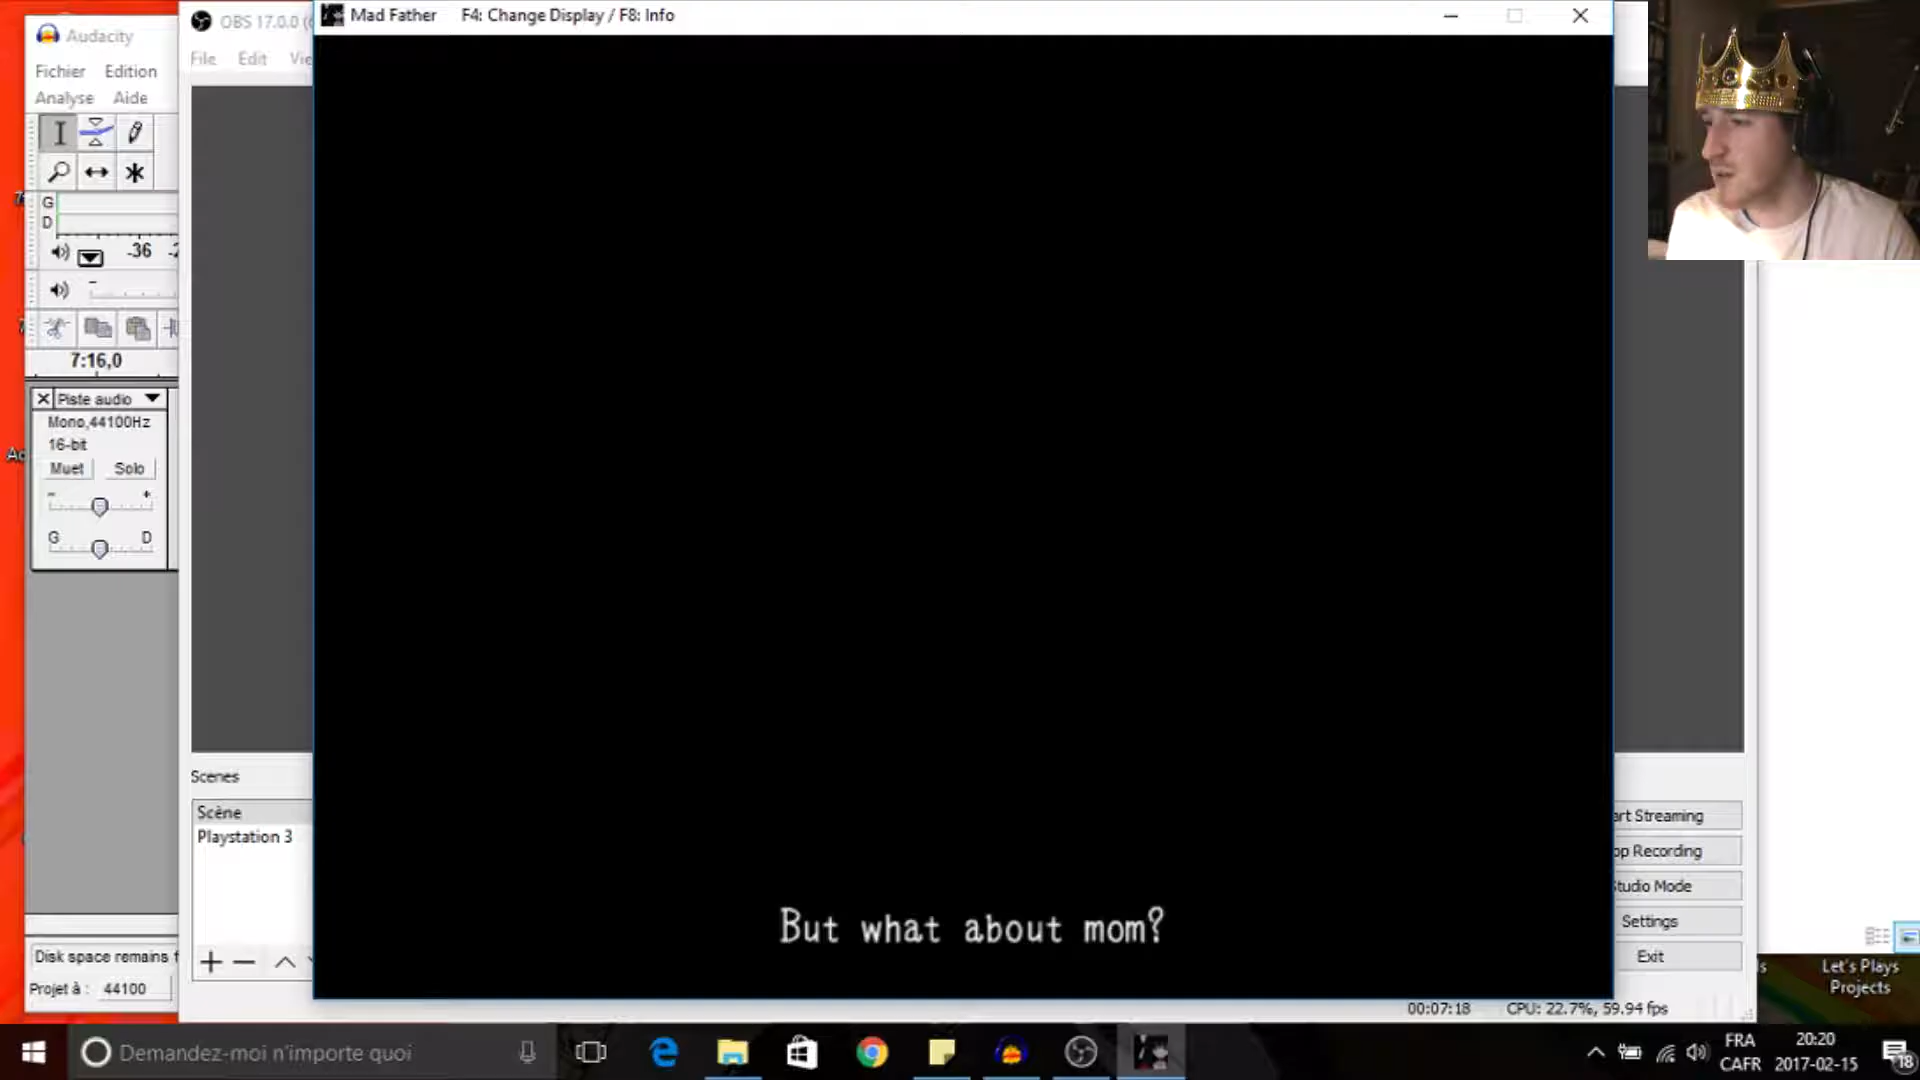 Mad Father F4: Change Display / F8: Info
OBS 17.0.0
File Edit
Audacity
Fichier Edition
Analyse Aide
G
D
-36
7:16,0
Piste audio
Mono,44100Hz
16-bit
Muet Solo
- +
G D
Disk space remains
Projet à : 44100
Scenes
Scène
Playstation 3
But what about mom?
Streaming
Recording
Studio Mode
Settings
Exit
00:07:18 CPU: 22.7%, 59.94 fps
Let's Plays
Projects
Demandez-moi n'importe quoi
FRA
CAFR
20:20
2017-02-15
18